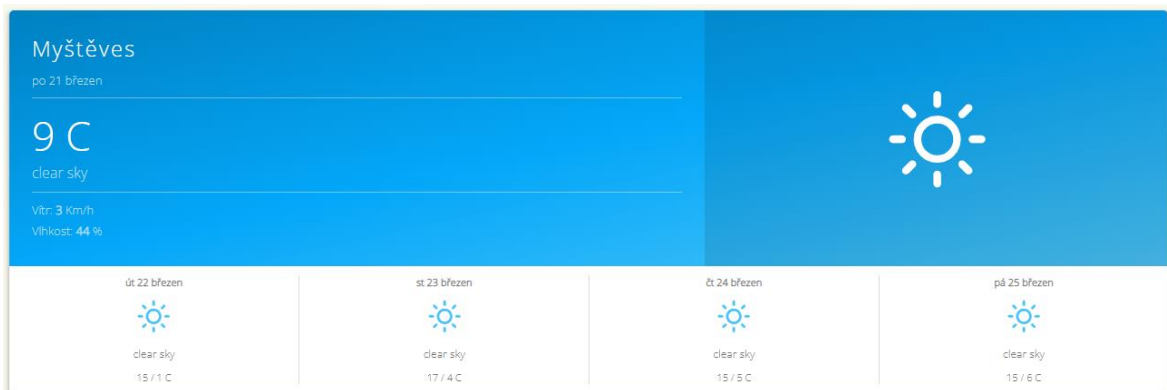 Myštěves
po 21 březen
9 C
clear sky
Vítr: 3 Km/h
Vlhkost: 44 %
út 22 březen
clear sky
15 / 1 C
st 23 březen
clear sky
17 / 4 C
čt 24 březen
clear sky
15 / 5 C
pá 25 březen
clear sky
15 / 6 C